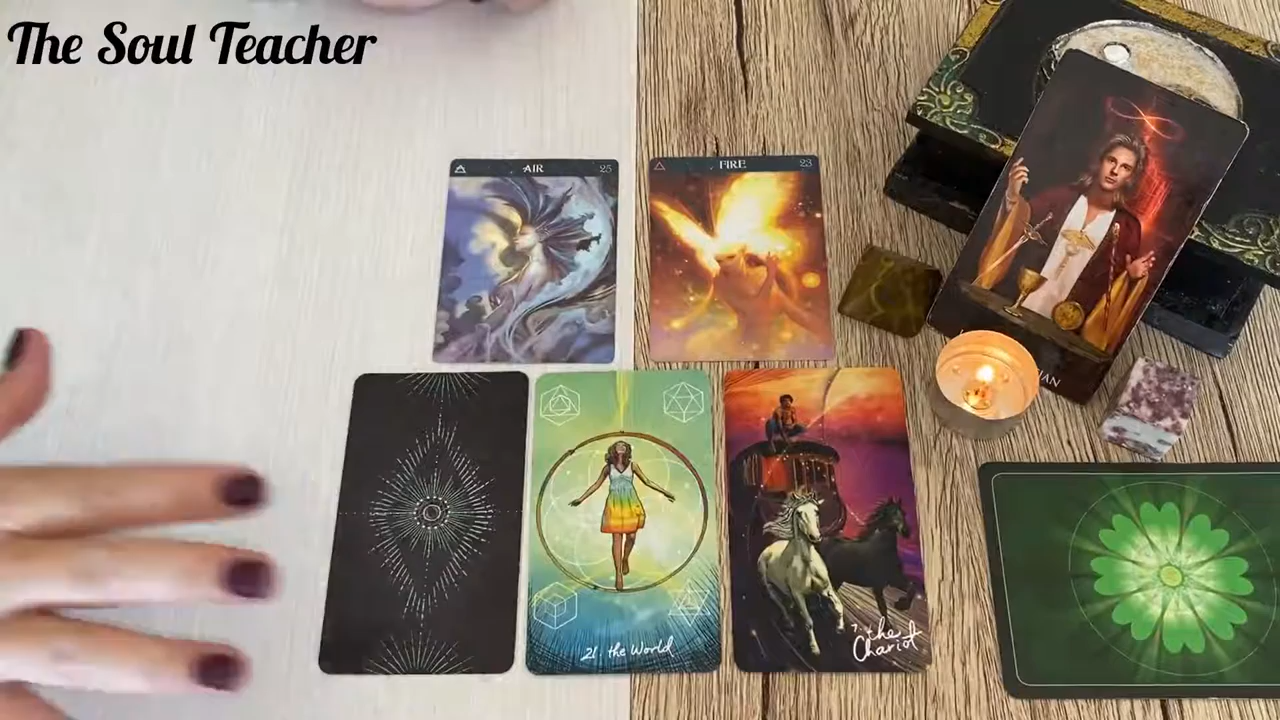 The Soul Teacher
AIR 25
FIRE 23
21 the World
7. the Chariot